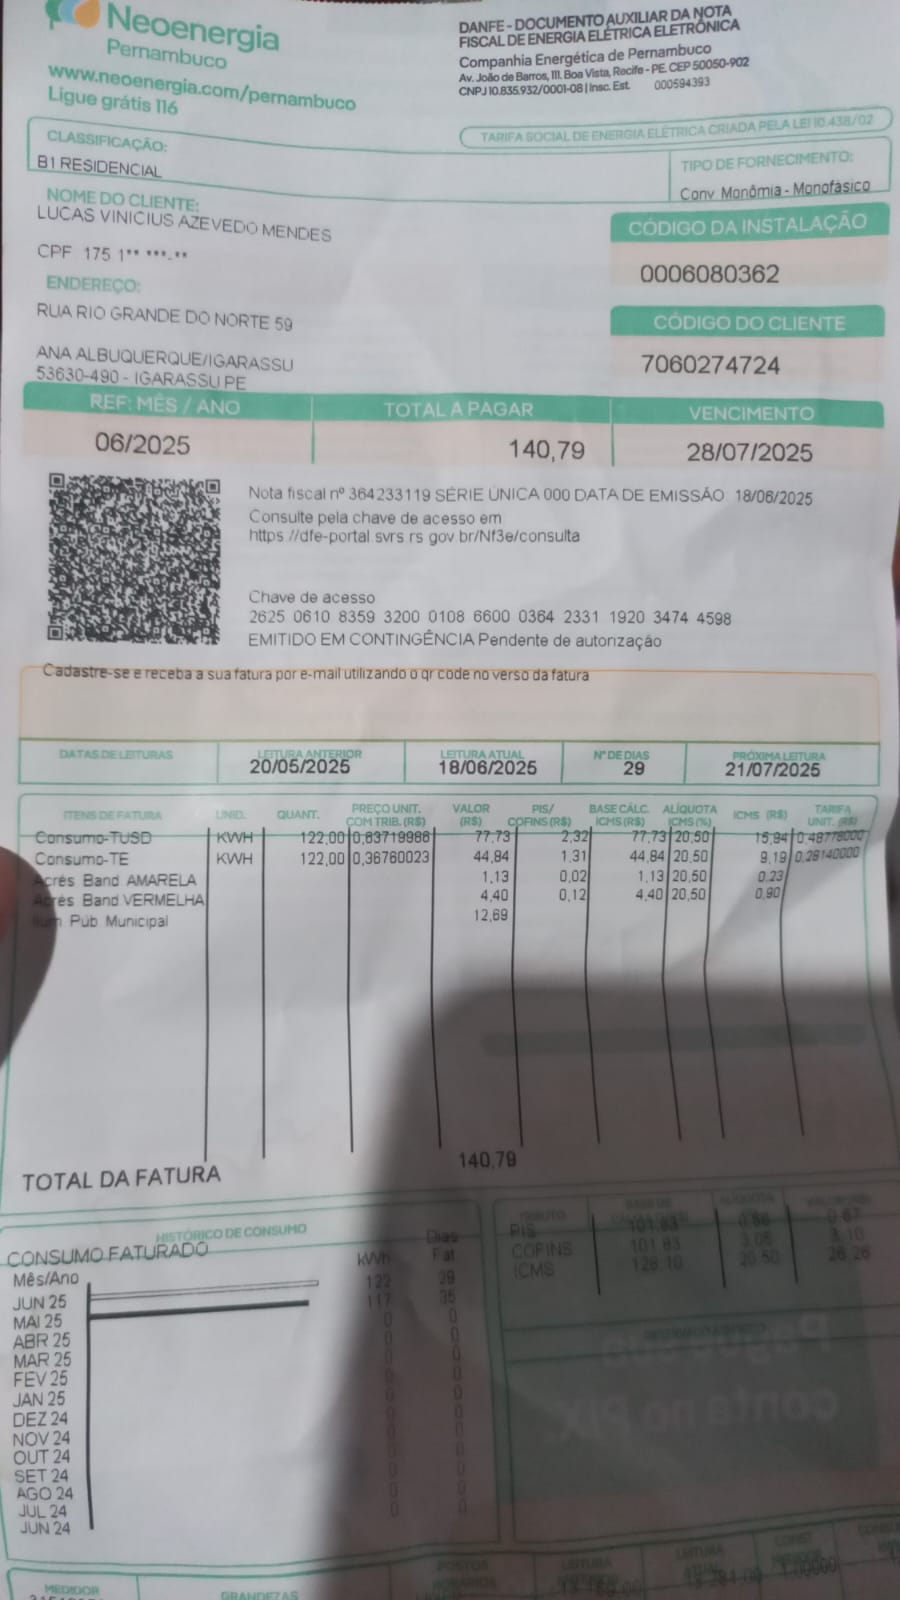 Neoenergia
Pernambuco
www.neoenergia.com/pernambuco
Ligue grátis 116
DANFE - DOCUMENTO AUXILIAR DA NOTA
FISCAL DE ENERGIA ELÉTRICA ELETRÔNICA
Companhia Energética de Pernambuco
Av. João de Barros, 111, Boa Vista, Recife - PE. CEP 50050-902
CNPJ 10.835.932/0001-08 | Insc. Est. 000594393
TARIFA SOCIAL DE ENERGIA ELÉTRICA CRIADA PELA LEI 10.438/02
CLASSIFICAÇÃO:
B1 RESIDENCIAL
TIPO DE FORNECIMENTO:
Conv. Monômia - Monofásico
NOME DO CLIENTE:
LUCAS VINICIUS AZEVEDO MENDES
CPF 175 1** ***-**
ENDEREÇO:
RUA RIO GRANDE DO NORTE 59
ANA ALBUQUERQUE/IGARASSU
53630-490 - IGARASSU PE
CÓDIGO DA INSTALAÇÃO
0006080362
CÓDIGO DO CLIENTE
7060274724
REF: MÊS / ANO TOTAL A PAGAR VENCIMENTO
06/2025 140,79 28/07/2025
Nota fiscal nº 364233119 SÉRIE ÚNICA 000 DATA DE EMISSÃO 18/06/2025
Consulte pela chave de acesso em
https://dfe-portal.svrs.rs.gov.br/Nf3e/consulta
Chave de acesso
2625 0610 8359 3200 0108 6600 0364 2331 1920 3474 4598
EMITIDO EM CONTINGÊNCIA Pendente de autorização
Cadastre-se e receba a sua fatura por e-mail utilizando o qr code no verso da fatura
DATAS DE LEITURAS LEITURA ANTERIOR LEITURA ATUAL Nº DE DIAS PRÓXIMA LEITURA
20/05/2025 18/06/2025 29 21/07/2025
ITENS DE FATURA UNID. QUANT. PREÇO UNIT. COM TRIB. (R$) VALOR (R$) PIS/ COFINS (R$) BASE CÁLC. ICMS (R$) ALÍQUOTA ICMS (%) ICMS (R$) TARIFA UNIT. (R$)
Consumo-TUSD KWH 122,00 0,63719986 77,73 2,32 77,73 20,50 15,94 0,48778000
Consumo-TE KWH 122,00 0,36760023 44,84 1,31 44,84 20,50 9,19 0,28140000
Acrés Band AMARELA 1,13 0,02 1,13 20,50 0,23
Acrés Band VERMELHA 4,40 0,12 4,40 20,50 0,90
Ilum. Púb Municipal 12,69
TOTAL DA FATURA 140,79
HISTÓRICO DE CONSUMO
CONSUMO FATURADO kWh Dias Fat
Mês/Ano
JUN 25 122 29
MAI 25 117 35
ABR 25 0 0
MAR 25 0 0
FEV 25 0 0
JAN 25 0 0
DEZ 24 0 0
NOV 24 0 0
OUT 24 0 0
SET 24 0 0
AGO 24 0 0
JUL 24 0 0
JUN 24 0 0
TRIBUTO ALÍQUOTA
PIS 101.83 0.67
COFINS 101.83 3.10
ICMS 128.10 20.50 26.26
Pague sua
conta no PIX
MEDIDOR GRANDEZAS POSTOS LEITURA LEITURA CONST
1.00000